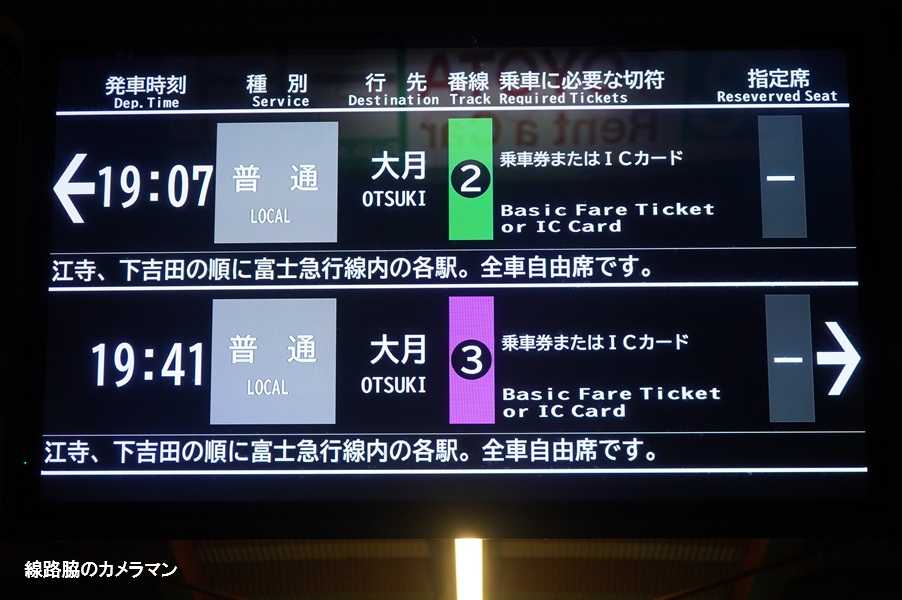 発車時刻 種別 行先 番線 乗車に必要な切符 指定席
Dep. Time Service Destination Track Required Tickets Reseverved Seat
← 19:07 普通 大月 2 乗車券またはICカード −
LOCAL OTSUKI Basic Fare Ticket
or IC Card
江寺、下吉田の順に富士急行線内の各駅。全車自由席です。
19:41 普通 大月 3 乗車券またはICカード − →
LOCAL OTSUKI Basic Fare Ticket
or IC Card
江寺、下吉田の順に富士急行線内の各駅。全車自由席です。
TOYOTA
Rent a Car
線路脇のカメラマン